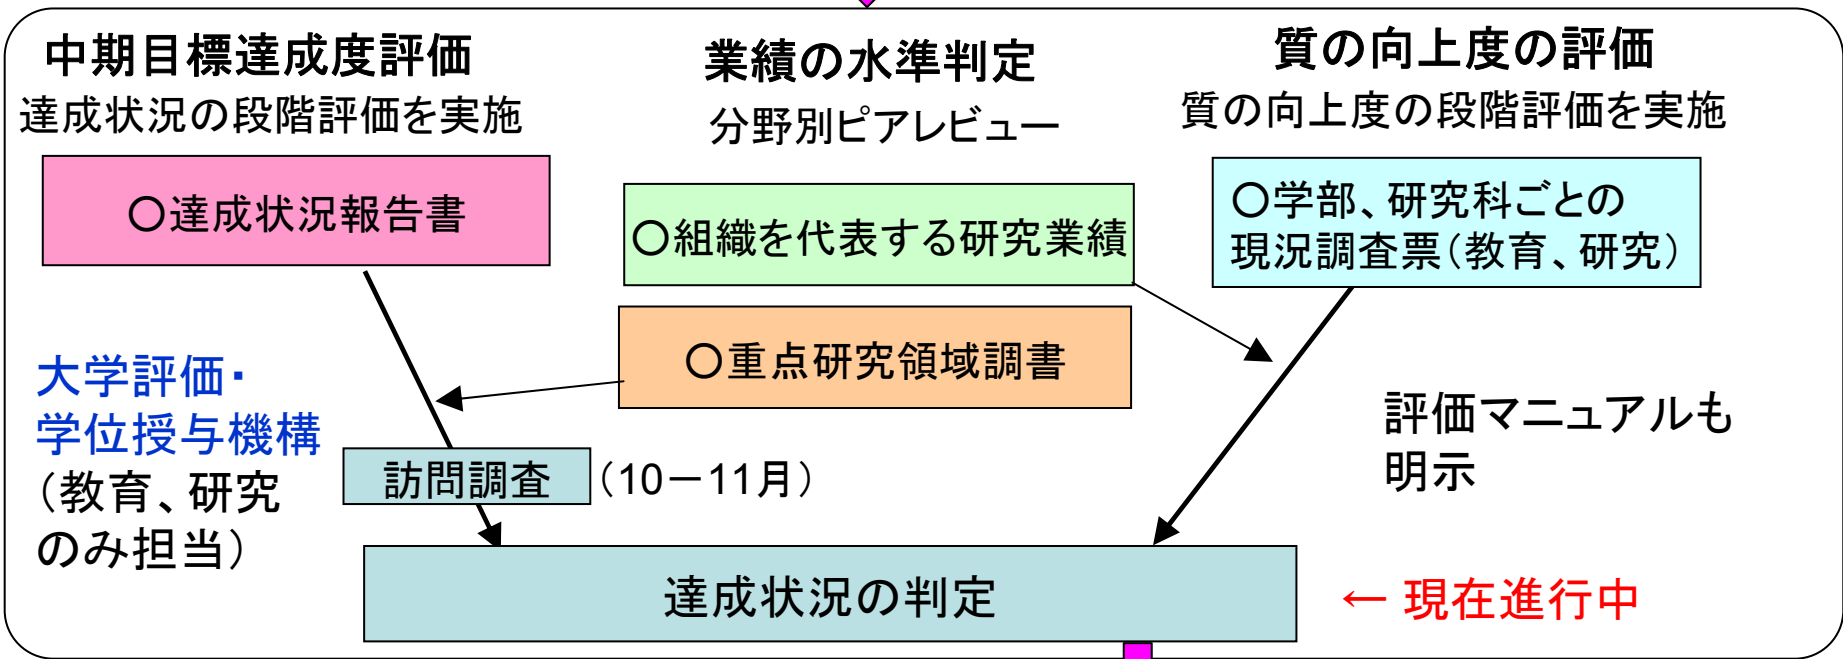 中期目標達成度評価
達成状況の段階評価を実施
〇達成状況報告書
業績の水準判定
分野別ピアレビュー
〇組織を代表する研究業績
〇重点研究領域調書
質の向上度の評価
質の向上度の段階評価を実施
〇学部、研究科ごとの
現況調査票(教育、研究)
大学評価・
学位授与機構
(教育、研究
のみ担当)
訪問調査
(10－11月)
評価マニュアルも
明示
達成状況の判定
← 現在進行中